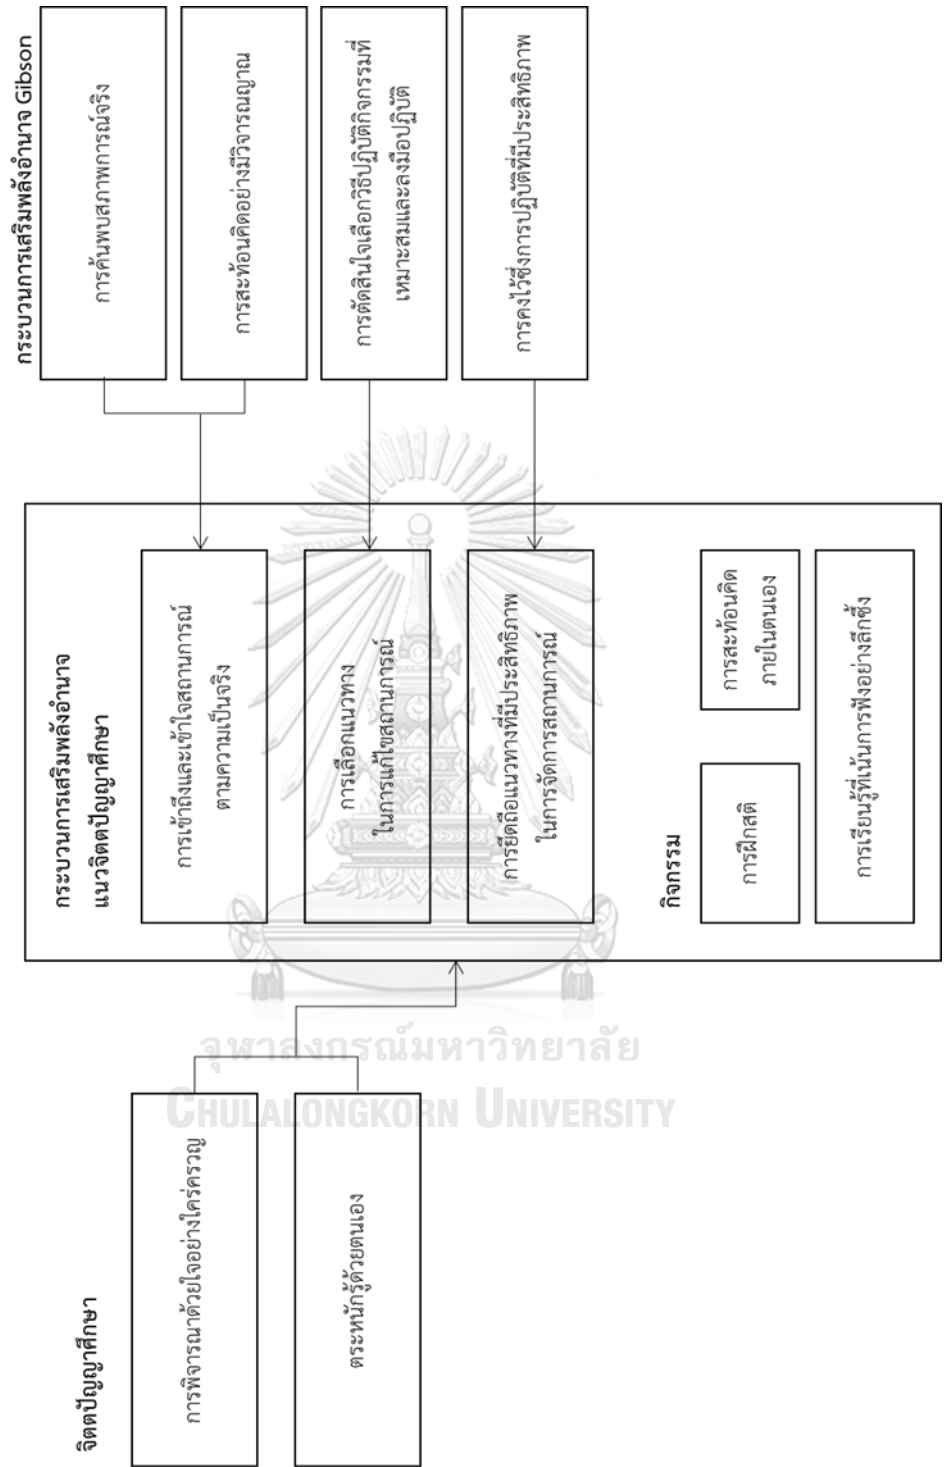 จิตตปัญญาศึกษา
การพิจารณาด้วยใจอย่างใคร่ครวญ
ตระหนักรู้ด้วยตนเอง
กระบวนการเสริมพลังอำนาจ
แนวจิตตปัญญาศึกษา
การเข้าถึงและเข้าใจสถานการณ์
ตามความเป็นจริง
การเลือกแนวทาง
ในการแก้ไขสถานการณ์
การยึดถือแนวทางที่มีประสิทธิภาพ
ในการจัดการสถานการณ์
กิจกรรม
การฝึกสติ
การสะท้อนคิด
ภายในตนเอง
การเรียนรู้ที่เน้นการฟังอย่างลึกซึ้ง
กระบวนการเสริมพลังอำนาจ Gibson
การค้นพบสภาพการณ์จริง
การสะท้อนคิดอย่างมีวิจารณญาณ
การตัดสินใจเลือกวิธีปฏิบัติกิจกรรมที่
เหมาะสมและลงมือปฏิบัติ
การคงไว้ซึ่งการปฏิบัติที่มีประสิทธิภาพ
จุฬาลงกรณ์มหาวิทยาลัย
CHULALONGKORN UNIVERSITY